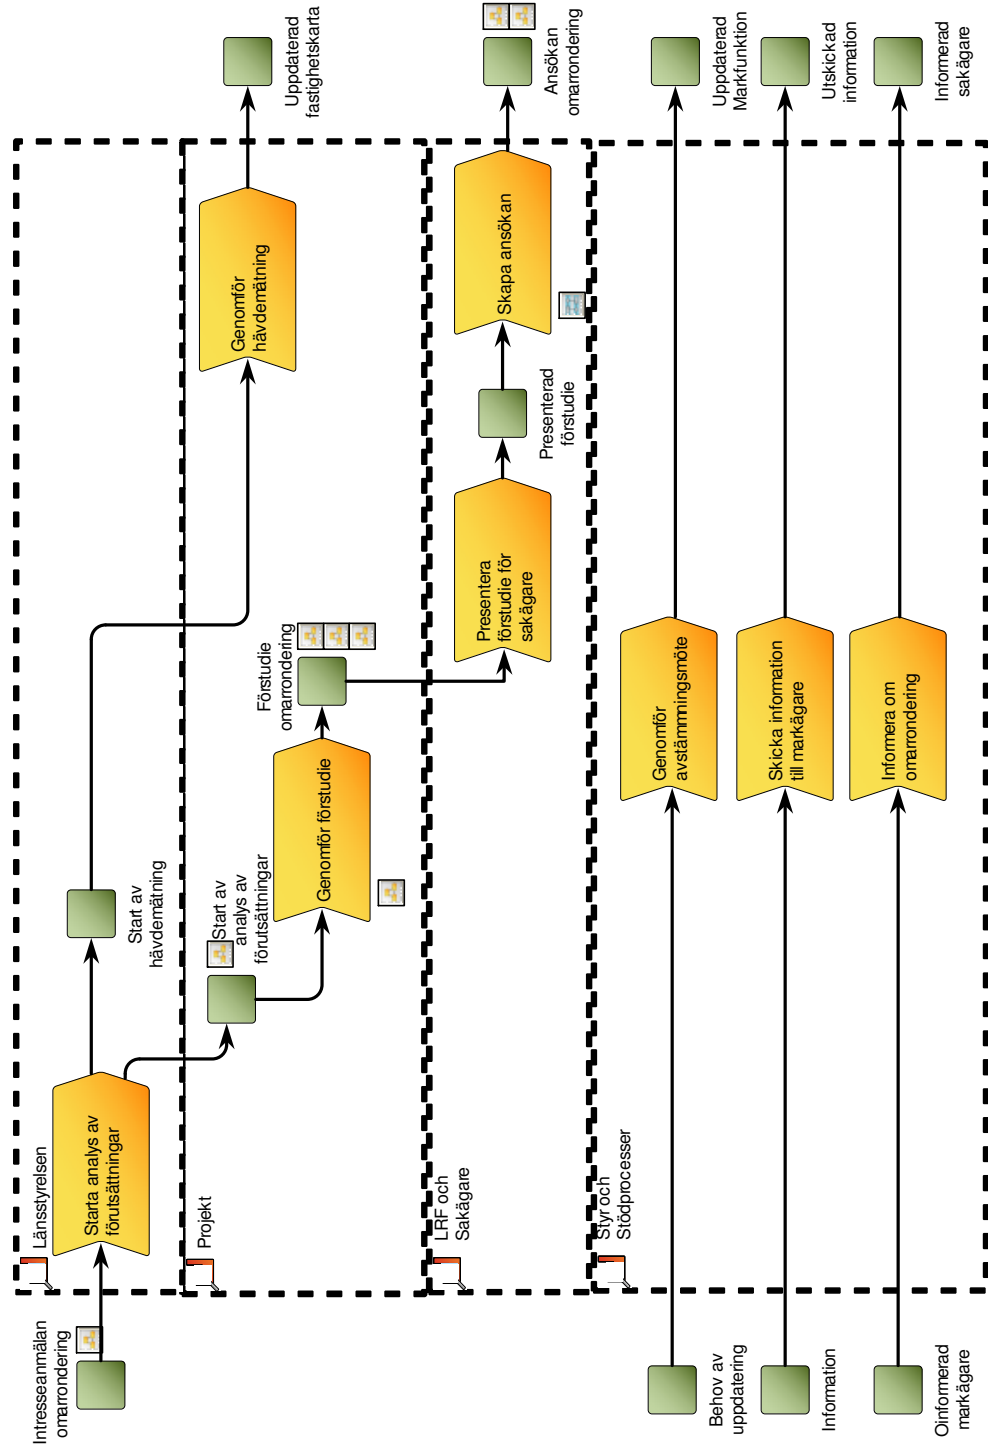 Intresseanmälan
omarrondering
Länsstyrelsen
Starta analys av
förutsättningar
Start av
hävdemätning
Projekt
Start av
analys av
förutsättningar
Genomför förstudie
Förstudie
omarrondering
Genomför
hävdemätning
Uppdaterad
fastighetskarta
LRF och
Sakägare
Presentera
förstudie för
sakägare
Presenterad
förstudie
Skapa ansökan
Ansökan
omarrondering
Styr och
Stödprocesser
Behov av
uppdatering
Genomför
avstämmningsmöte
Uppdaterad
Markfunktion
Information
Skicka information
till markägare
Utskickad
information
Oinformerad
markägare
Informera om
omarrondering
Informerad
sakägare